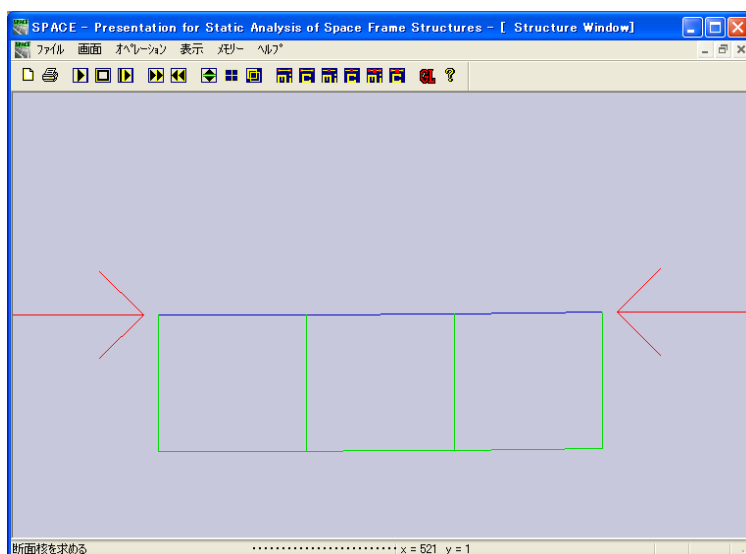 SPACE - Presentation for Static Analysis of Space Frame Structures - [ Structure Window]
ファイル 画面 オペレーション 表示 メモリー ヘルプ
GL ?
断面核を求める ························· x = 521 y = 1